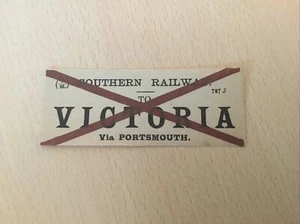 SOUTHERN RAILWAY.
787 J
TO
VICTORIA
Via PORTSMOUTH.